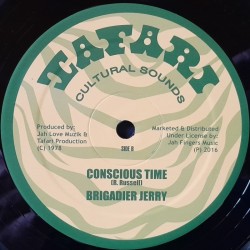 TAFARI
CULTURAL SOUNDS
Produced by:
Jah Love Muzik &
Tafari Production
(C) 1978
SIDE B
Marketed & Distributed
Under License by:
Jah Fingers Music
(P) 2016
CONSCIOUS TIME
(B. Russell)
BRIGADIER JERRY